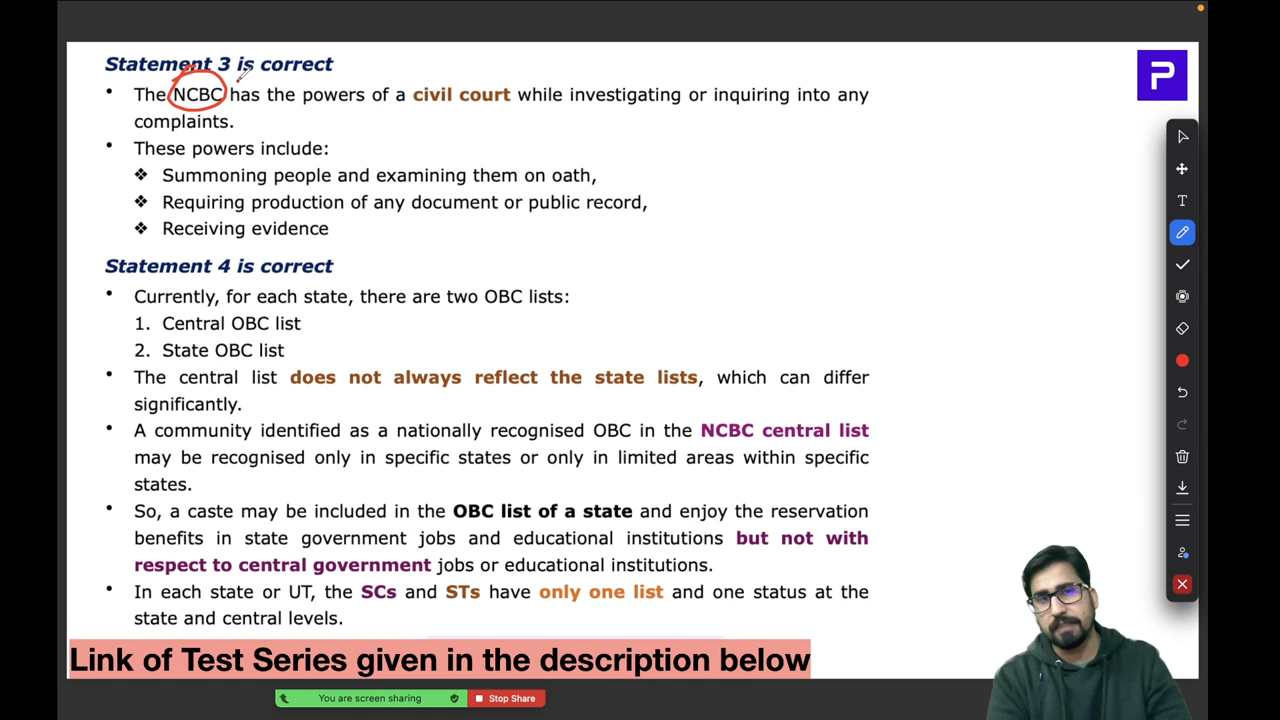 Statement 3 is correct
• The NCBC has the powers of a civil court while investigating or inquiring into any
complaints.
• These powers include:
❖ Summoning people and examining them on oath,
❖ Requiring production of any document or public record,
❖ Receiving evidence
Statement 4 is correct
• Currently, for each state, there are two OBC lists:
1. Central OBC list
2. State OBC list
• The central list does not always reflect the state lists, which can differ
significantly.
• A community identified as a nationally recognised OBC in the NCBC central list
may be recognised only in specific states or only in limited areas within specific
states.
• So, a caste may be included in the OBC list of a state and enjoy the reservation
benefits in state government jobs and educational institutions but not with
respect to central government jobs or educational institutions.
• In each state or UT, the SCs and STs have only one list and one status at the
state and central levels.
Link of Test Series given in the description below
You are screen sharing
Stop Share
P
T